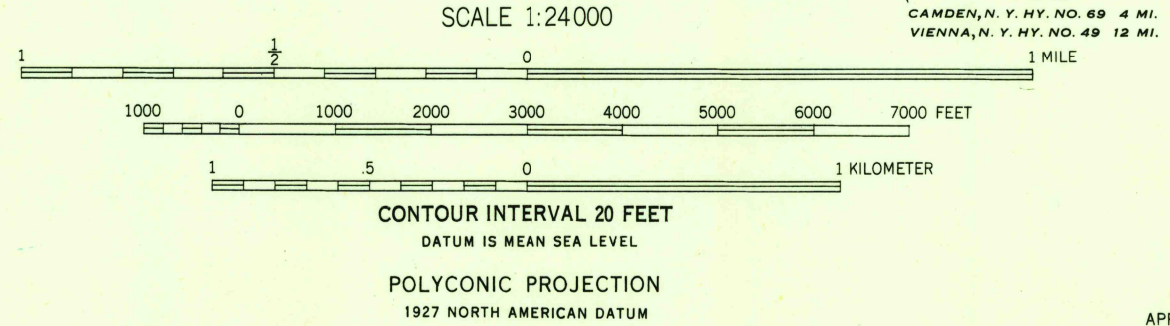 SCALE 1:24000
CAMDEN, N. Y. HY. NO. 69 4 MI.
VIENNA, N. Y. HY. NO. 49 12 MI.
1 1/2 0 1 MILE
1000 0 1000 2000 3000 4000 5000 6000 7000 FEET
1 .5 0 1 KILOMETER
CONTOUR INTERVAL 20 FEET
DATUM IS MEAN SEA LEVEL
POLYCONIC PROJECTION
1927 NORTH AMERICAN DATUM